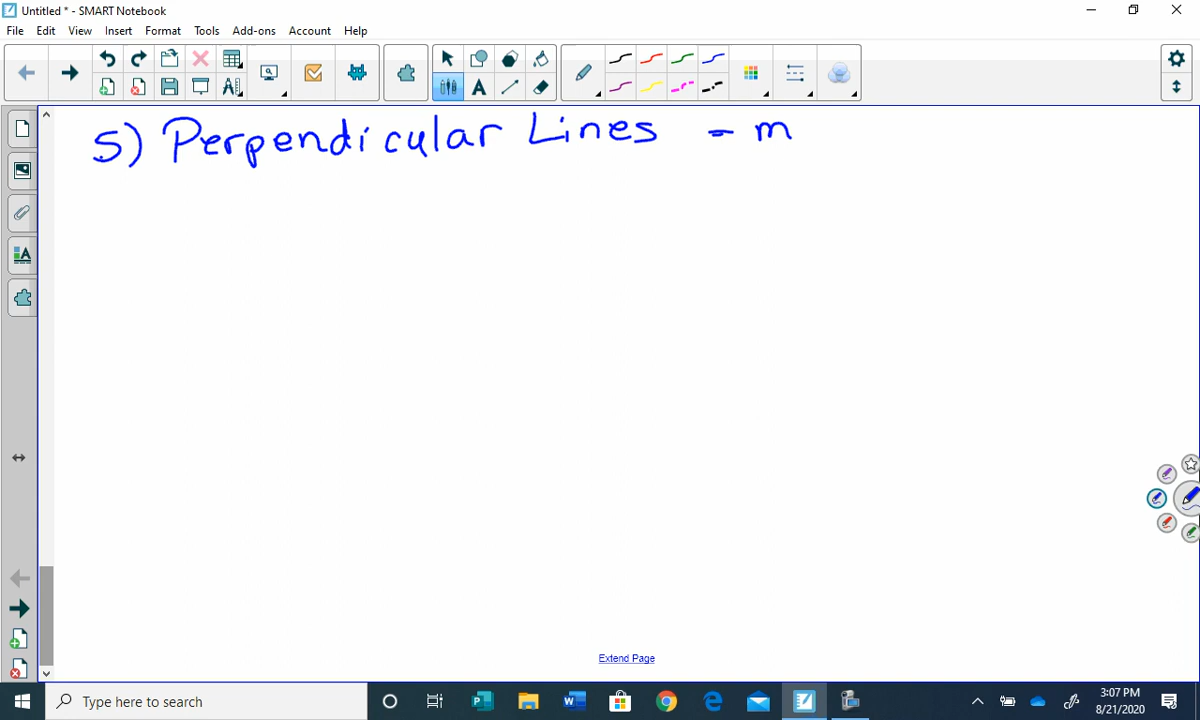 Untitled * - SMART Notebook
File Edit View Insert Format Tools Add-ons Account Help
5) Perpendicular Lines - m
Extend Page
Type here to search
3:07 PM
8/21/2020